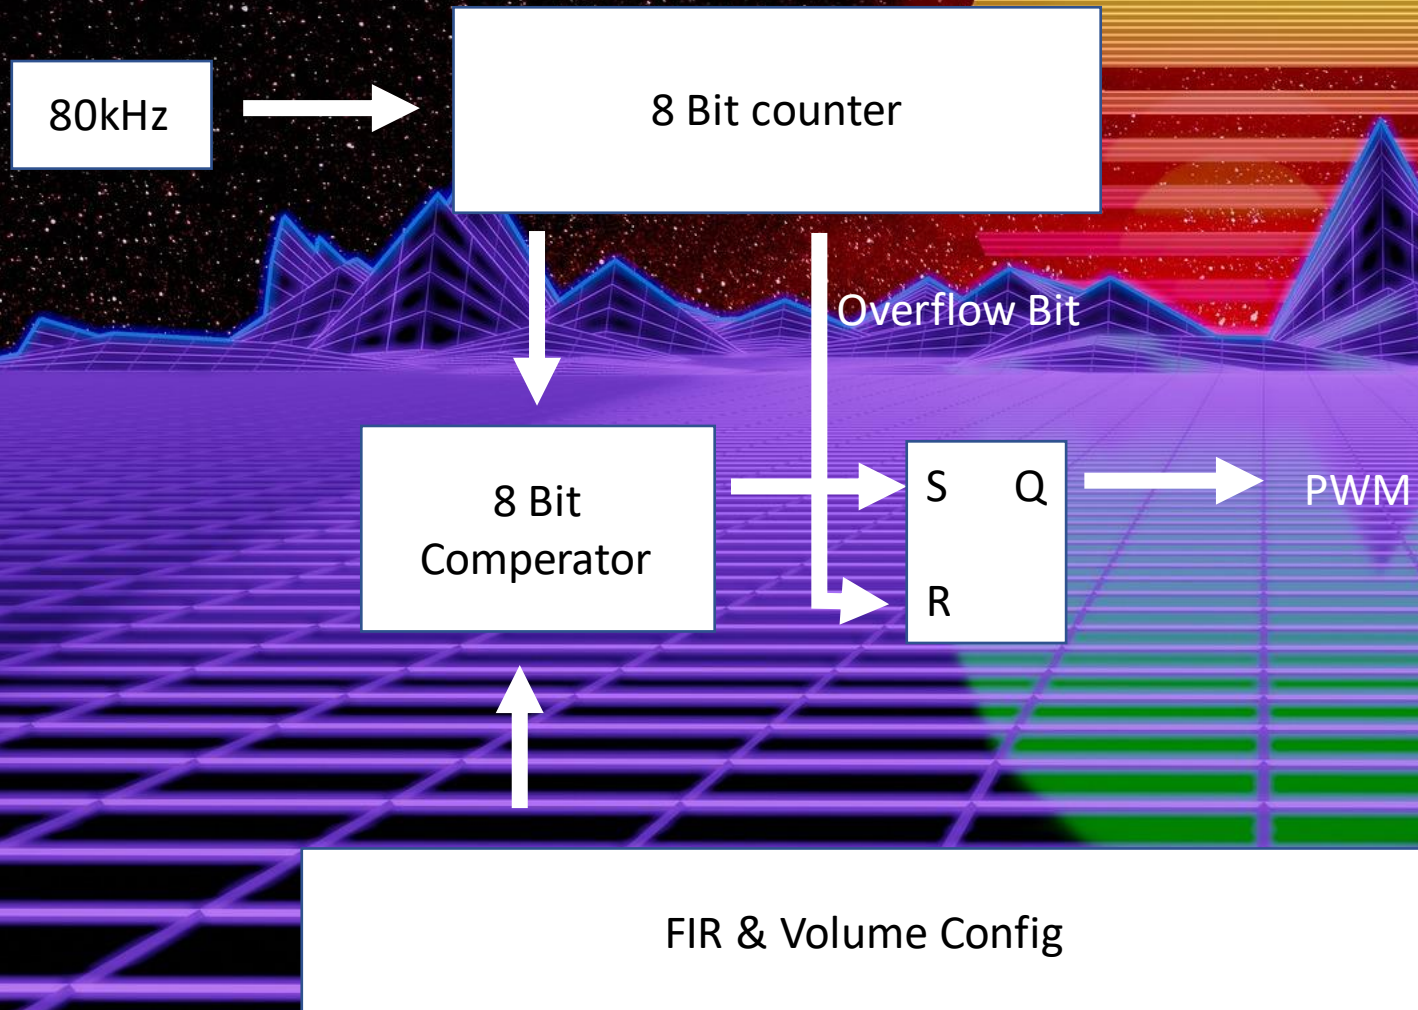 80kHz
8 Bit counter
Overflow Bit
8 Bit
Comperator
S Q
R
PWM
FIR & Volume Config